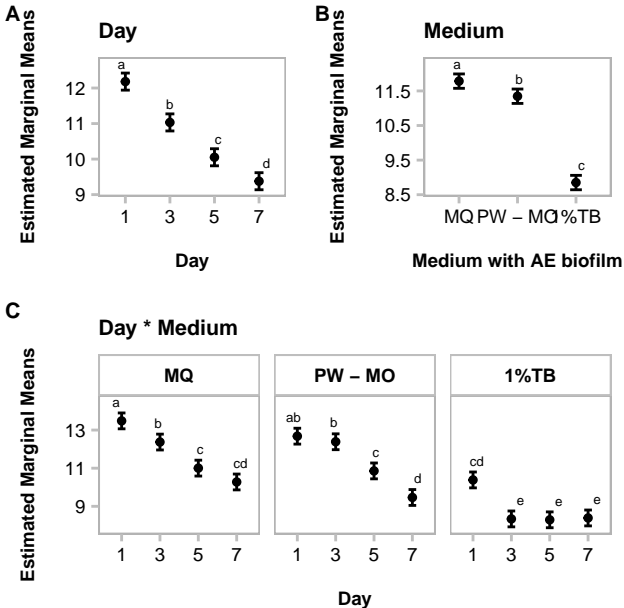 A
Day
Estimated Marginal Means
12
11
10
9
a
b
c
d
1 3 5 7
Day
B
Medium
Estimated Marginal Means
11.5
10.5
9.5
8.5
a
b
c
MQ PW – MO 1%TB
Medium with AE biofilm
C
Day * Medium
Estimated Marginal Means
MQ PW – MO 1%TB
13
11
9
a b c cd
ab b c d
cd e e e
1 3 5 7 1 3 5 7 1 3 5 7
Day